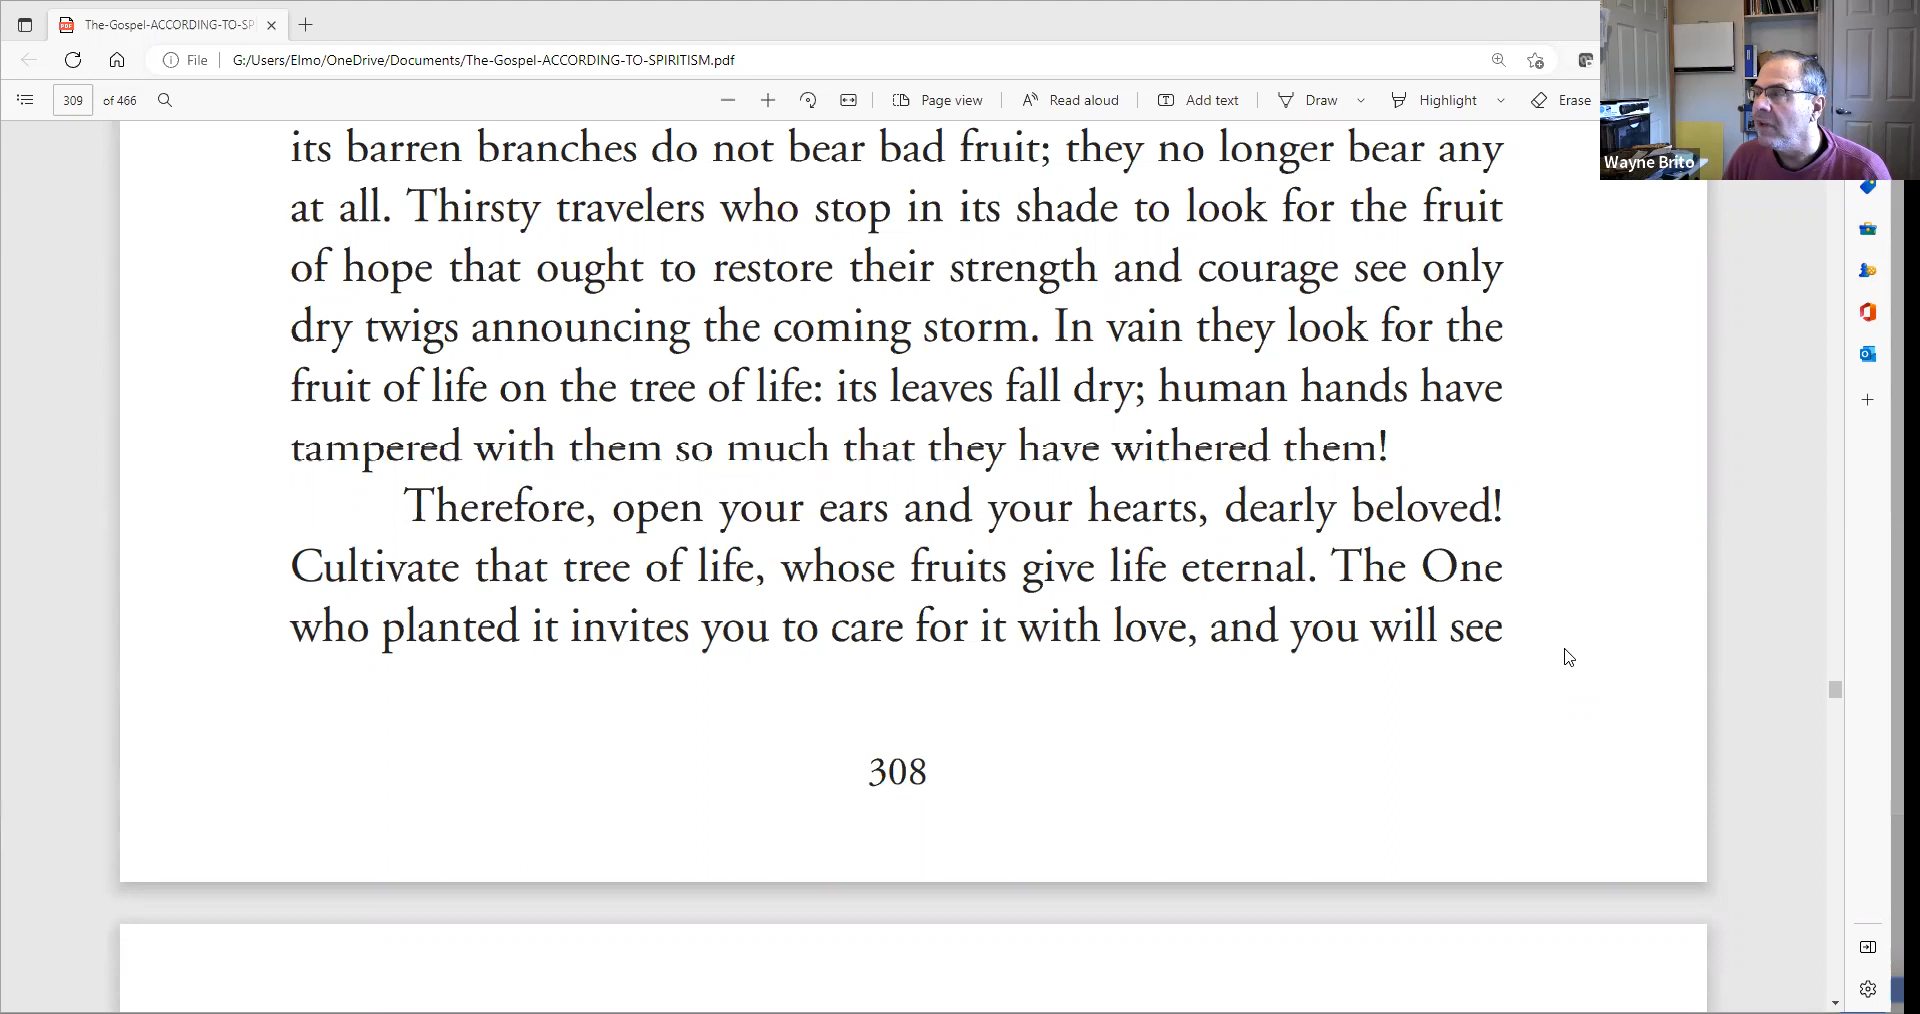 The-Gospel-ACCORDING-TO-SP
File
G:/Users/Elmo/OneDrive/Documents/The-Gospel-ACCORDING-TO-SPIRITISM.pdf
309 of 466
Page view
Read aloud
Add text
Draw
Highlight
Erase
Wayne Brito
its barren branches do not bear bad fruit; they no longer bear any
at all. Thirsty travelers who stop in its shade to look for the fruit
of hope that ought to restore their strength and courage see only
dry twigs announcing the coming storm. In vain they look for the
fruit of life on the tree of life: its leaves fall dry; human hands have
tampered with them so much that they have withered them!
Therefore, open your ears and your hearts, dearly beloved!
Cultivate that tree of life, whose fruits give life eternal. The One
who planted it invites you to care for it with love, and you will see
308